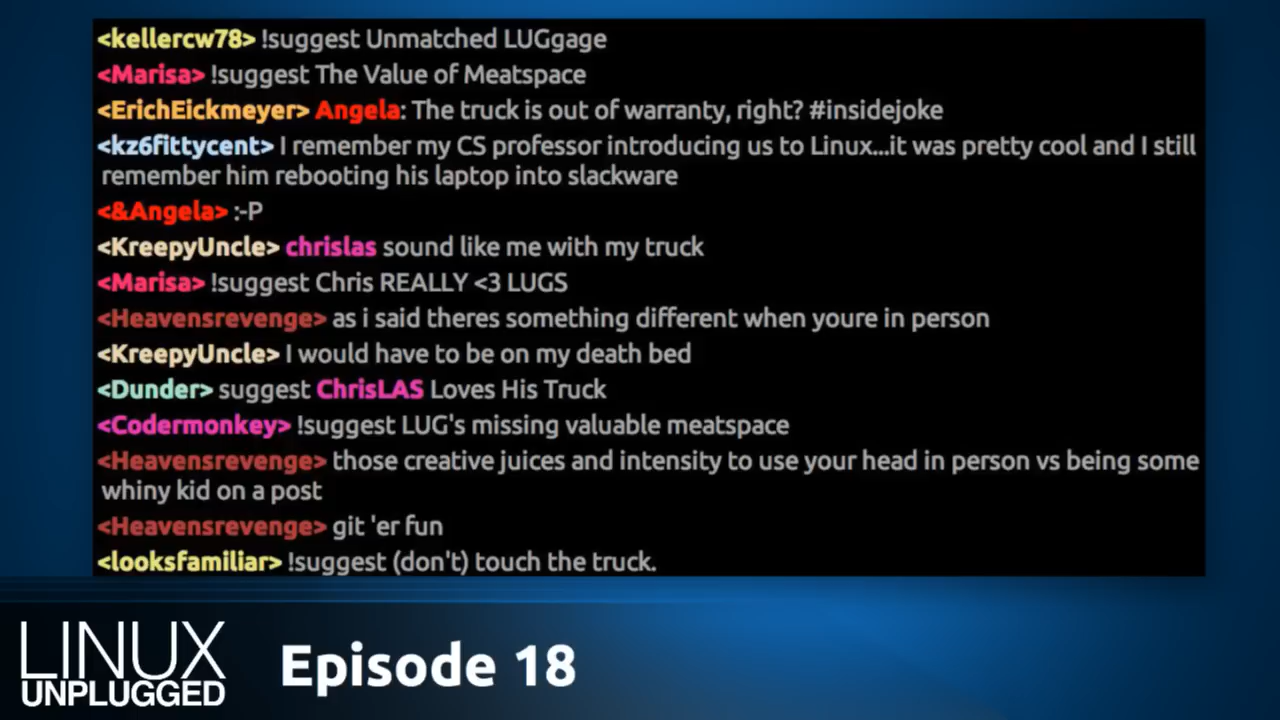 <kellercw78> !suggest Unmatched LUGgage
<Marisa> !suggest The Value of Meatspace
<ErichEickmeyer> Angela: The truck is out of warranty, right? #insidejoke
<kz6fittycent> I remember my CS professor introducing us to Linux...it was pretty cool and I still
remember him rebooting his laptop into slackware
<&Angela> :-P
<KreepyUncle> chrislas sound like me with my truck
<Marisa> !suggest Chris REALLY <3 LUGS
<Heavensrevenge> as i said theres something different when youre in person
<KreepyUncle> I would have to be on my death bed
<Dunder> suggest ChrisLAS Loves His Truck
<Codermonkey> !suggest LUG's missing valuable meatspace
<Heavensrevenge> those creative juices and intensity to use your head in person vs being some
whiny kid on a post
<Heavensrevenge> git 'er fun
<looksfamiliar> !suggest (don't) touch the truck.
LINUX
UNPLUGGED
Episode 18